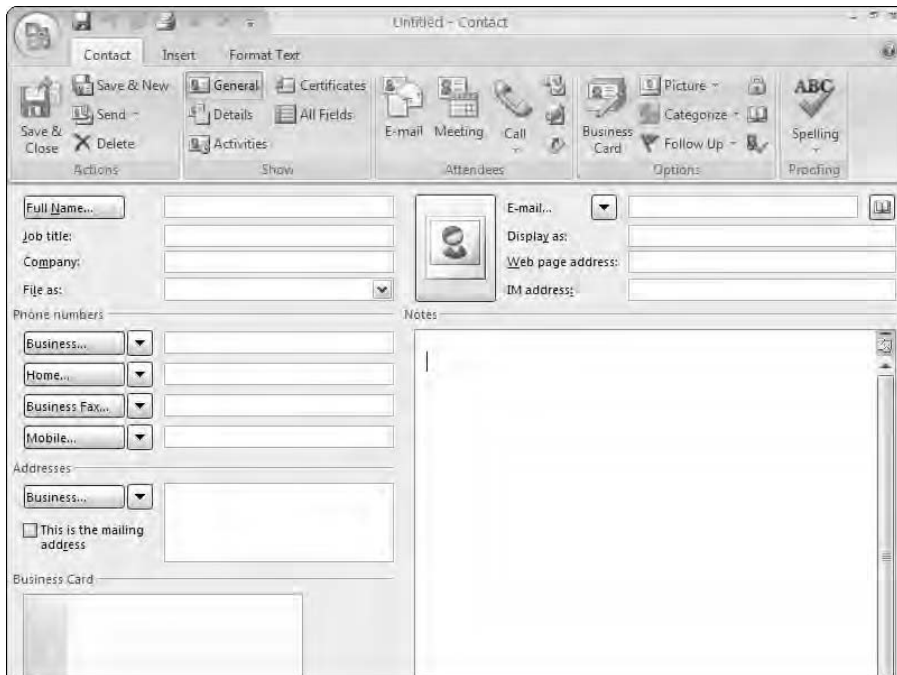 Untitled - Contact
Contact Insert Format Text
Save & Close
Save & New
Send
Delete
Actions
General
Details
Activities
Certificates
All Fields
Show
E-mail
Meeting
Call
Attendees
Business Card
Picture
Categorize
Follow Up
Options
ABC
Spelling
Proofing
Full Name...
Job title:
Company:
File as:
E-mail...
Display as:
Web page address:
IM address:
Phone numbers
Business...
Home...
Business Fax...
Mobile...
Addresses
Business...
This is the mailing
address
Business Card
Notes